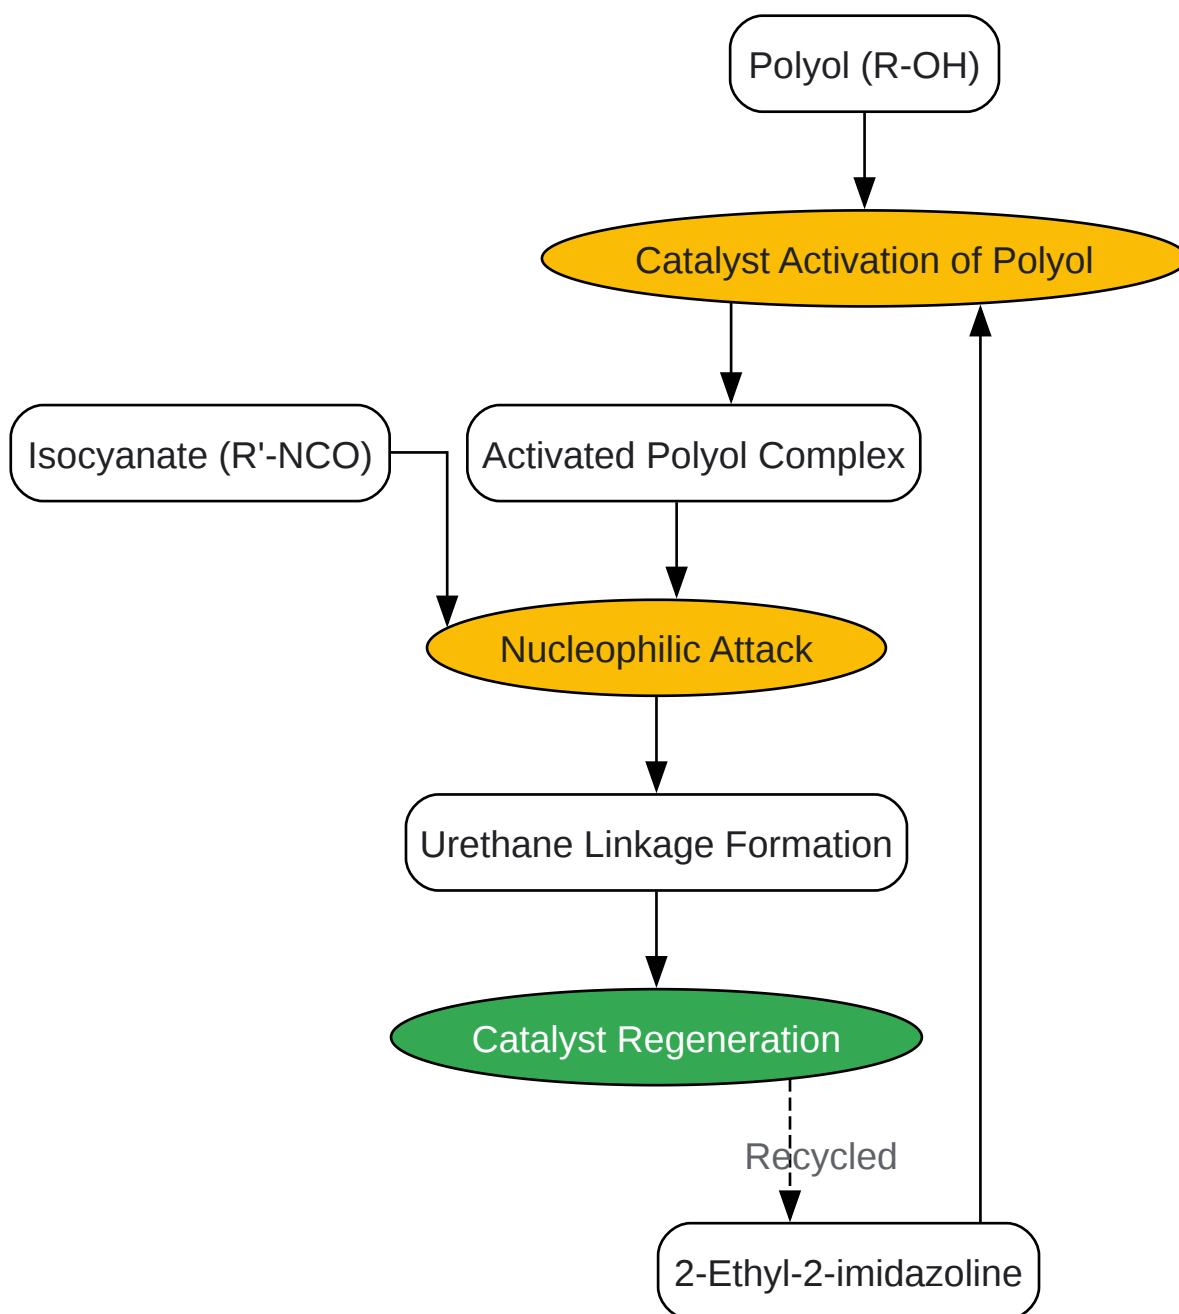 Polyol (R-OH)
Catalyst Activation of Polyol
Isocyanate (R'-NCO)
Activated Polyol Complex
Nucleophilic Attack
Urethane Linkage Formation
Catalyst Regeneration
Recycled
2-Ethyl-2-imidazoline